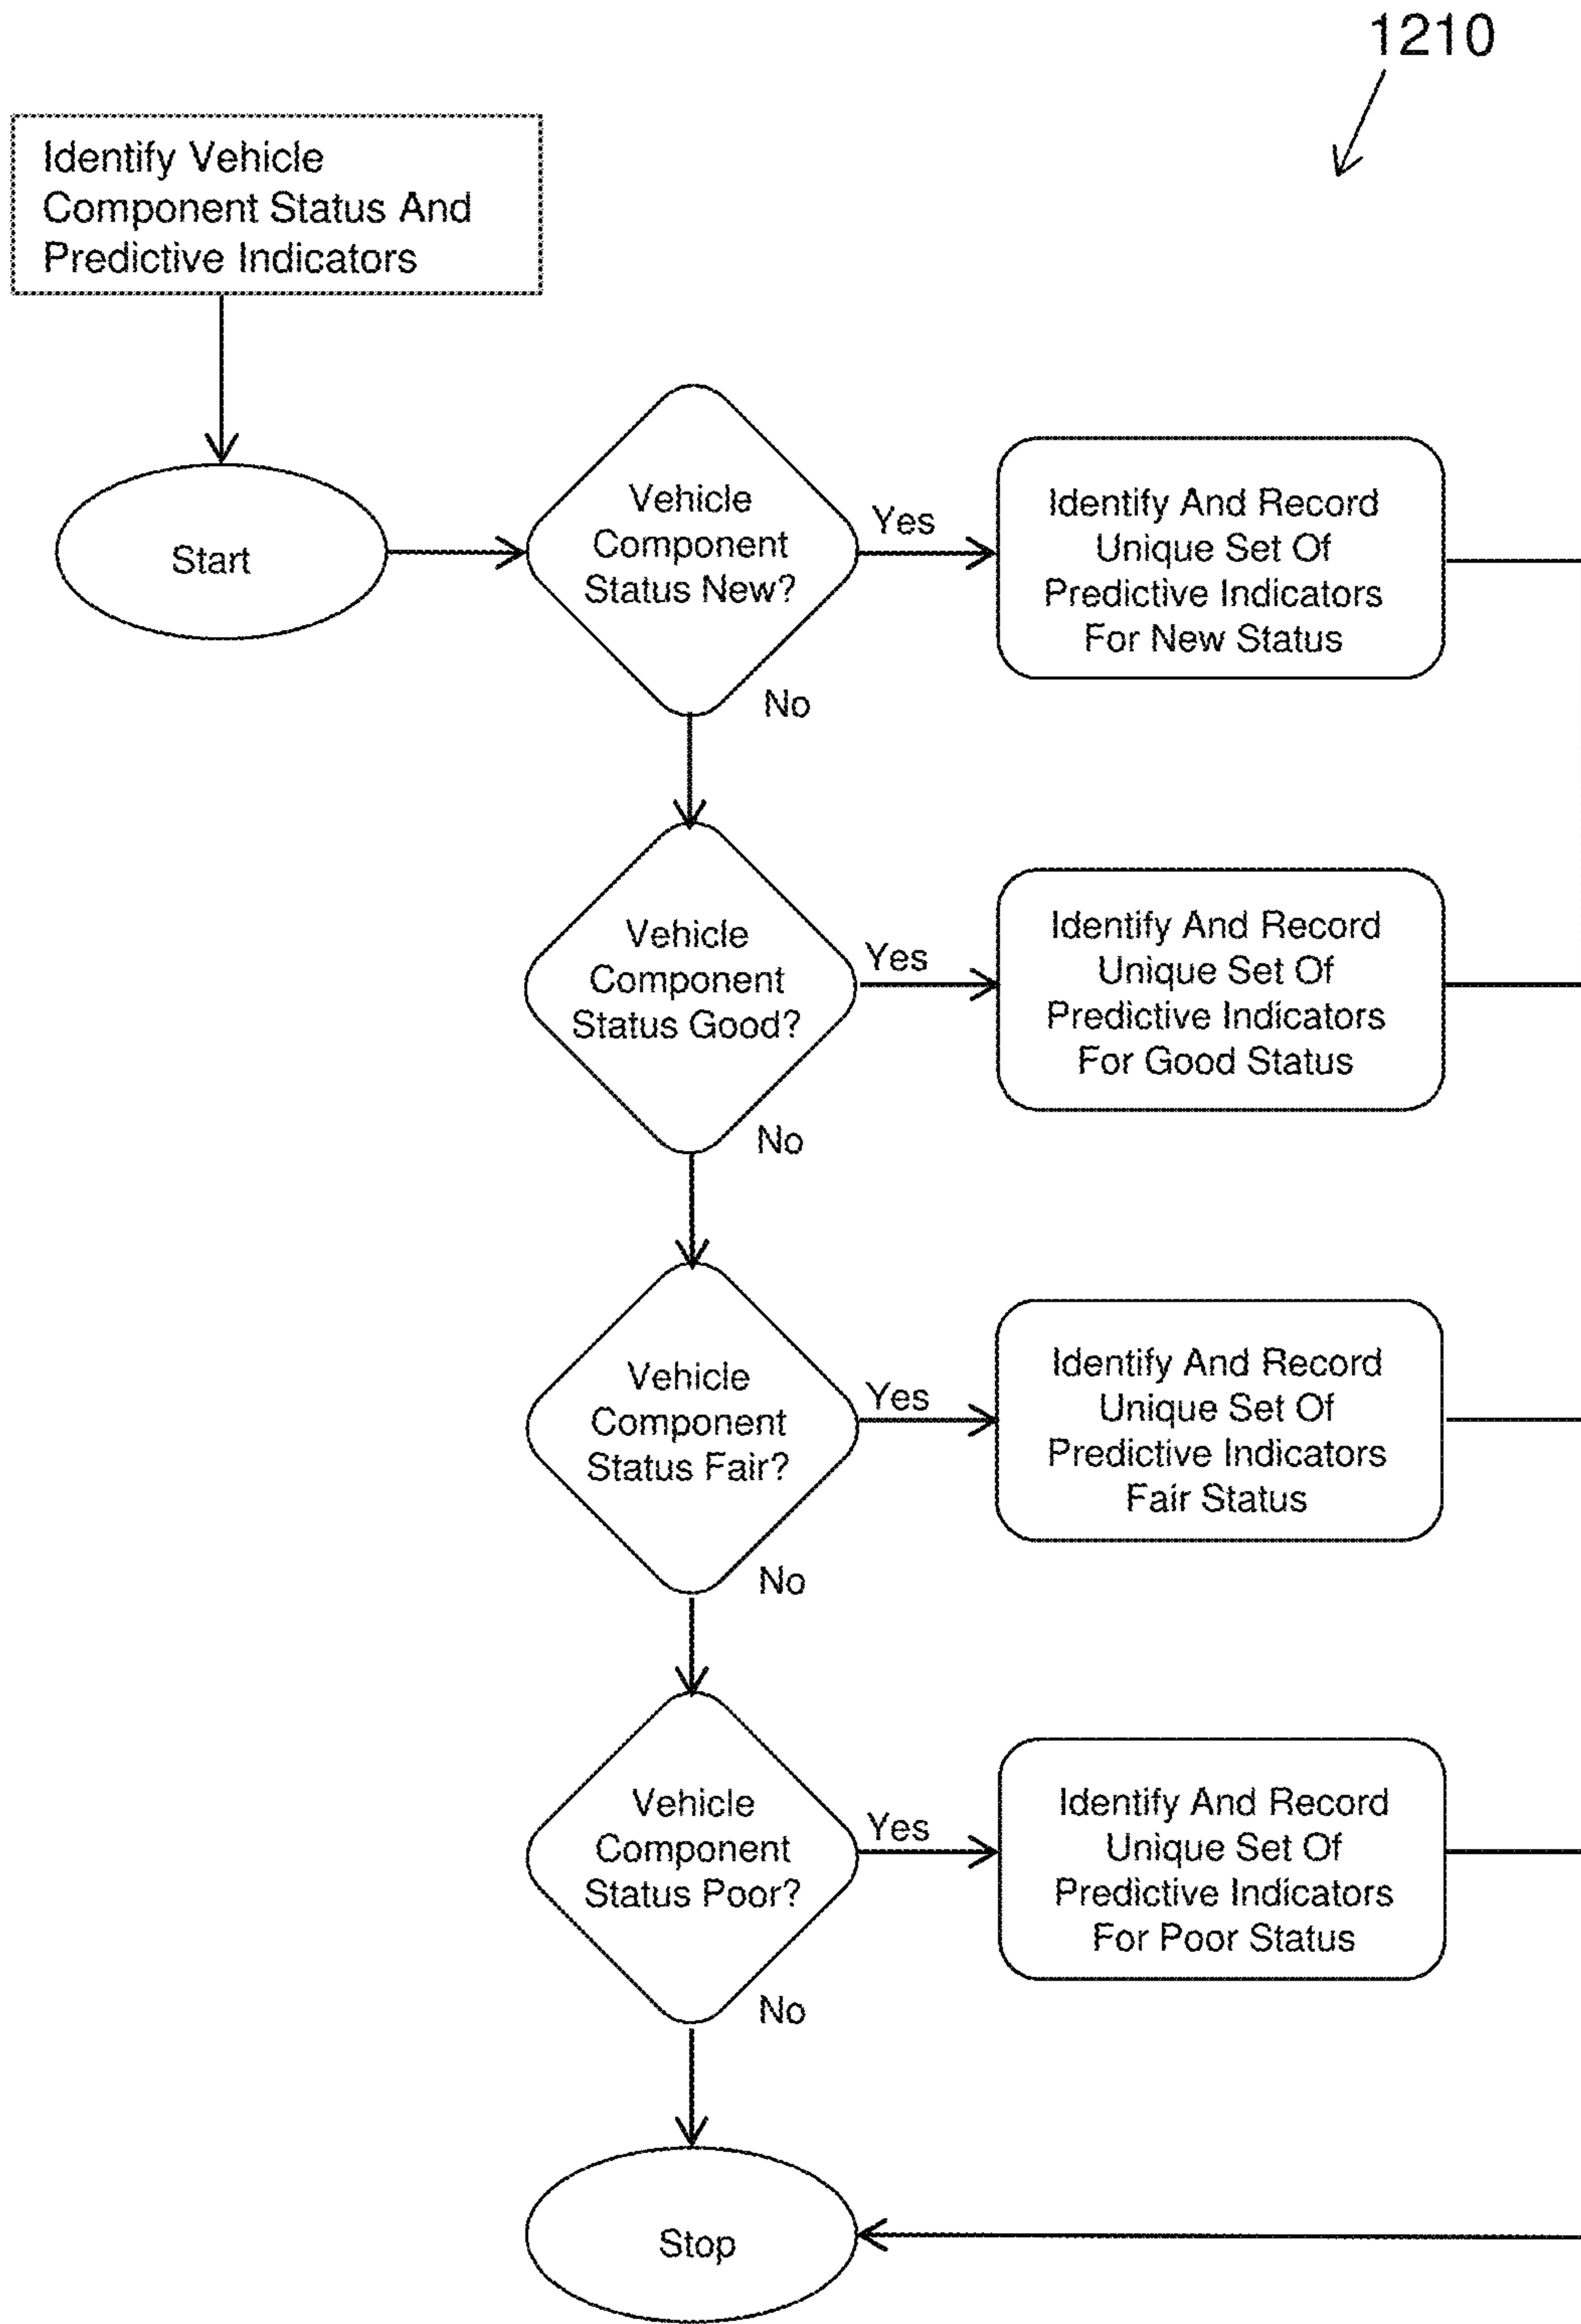 1210
Identify Vehicle
Component Status And
Predictive Indicators
Start
Vehicle
Component
Status New?
Yes
Identify And Record
Unique Set Of
Predictive Indicators
For New Status
No
Vehicle
Component
Status Good?
Yes
Identify And Record
Unique Set Of
Predictive Indicators
For Good Status
No
Vehicle
Component
Status Fair?
Yes
Identify And Record
Unique Set Of
Predictive Indicators
Fair Status
No
Vehicle
Component
Status Poor?
Yes
Identify And Record
Unique Set Of
Predictive Indicators
For Poor Status
No
Stop